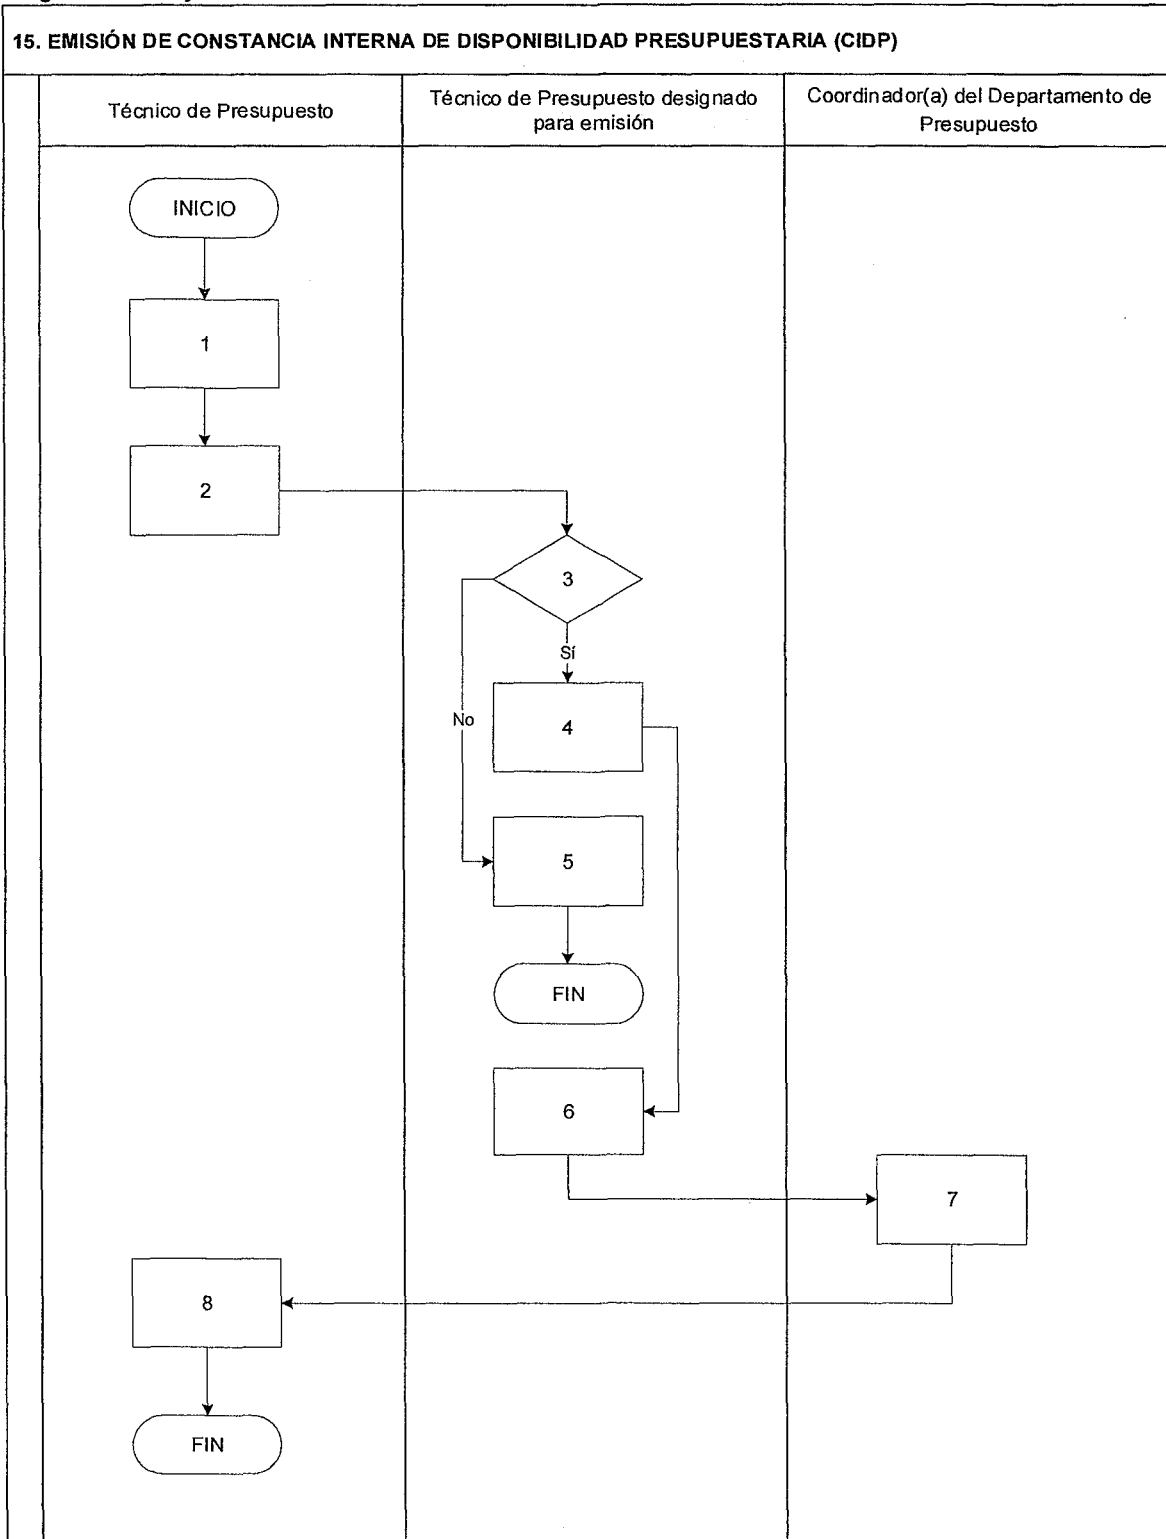 15. EMISIÓN DE CONSTANCIA INTERNA DE DISPONIBILIDAD PRESUPUESTARIA (CIDP)
Técnico de Presupuesto
Técnico de Presupuesto designado
para emisión
Coordinador(a) del Departamento de
Presupuesto
INICIO
1
2
3
Sí
No
4
5
FIN
6
7
8
FIN